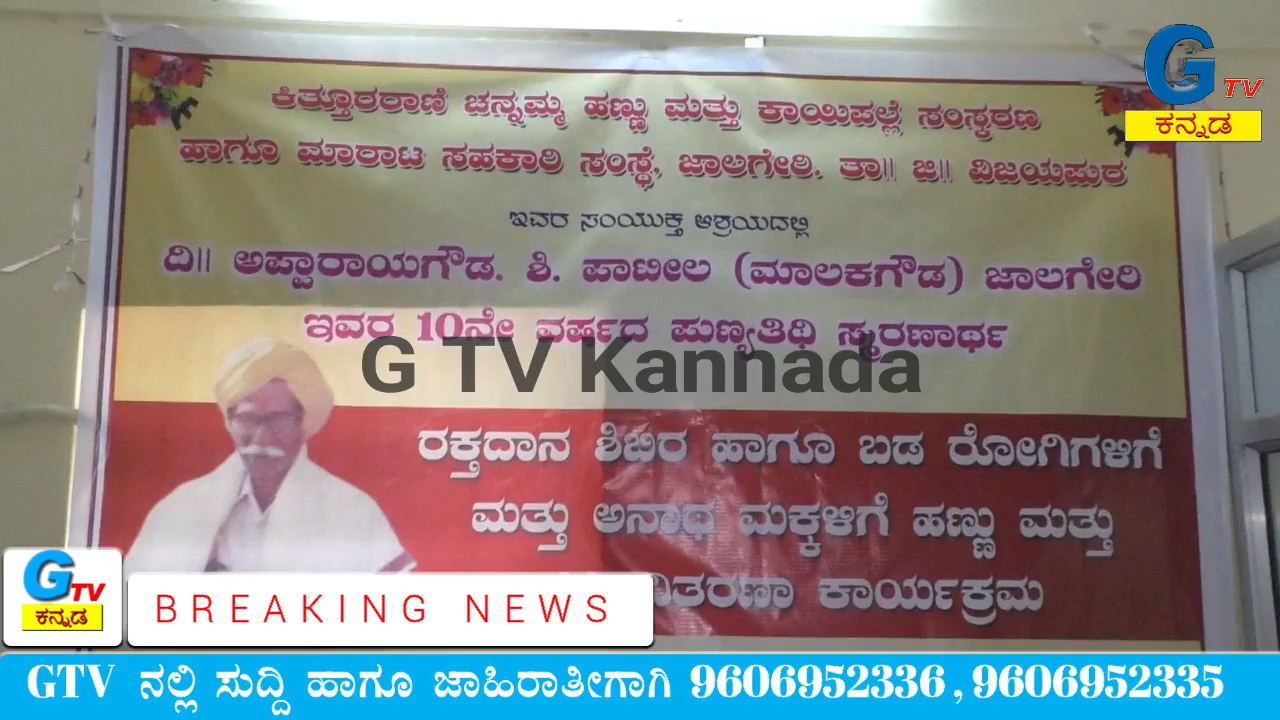 ಕಿತ್ತೂರರಾಣಿ ಚನ್ನಮ್ಮ ಹಣ್ಣು ಮತ್ತು ಕಾಯಿಪಲ್ಲೆ ಸಂಸ್ಕರಣ
ಹಾಗೂ ಮಾರಾಟ ಸಹಕಾರಿ ಸಂಸ್ಥೆ, ಜಾಲಗೇರಿ. ತಾ|| ಜಿ|| ವಿಜಯಪುರ
ಇವರ ಸಂಯುಕ್ತ ಆಶ್ರಯದಲ್ಲಿ
ದಿ|| ಅಪ್ಪಾರಾಯಗೌಡ. ಶಿ. ಪಾಟೀಲ (ಮಾಲಕಗೌಡ) ಜಾಲಗೇರಿ
ಇವರ 10ನೇ ವರ್ಷದ ಪುಣ್ಯತಿಥಿ ಸ್ಮರಣಾರ್ಥ
ರಕ್ತದಾನ ಶಿಬಿರ ಹಾಗೂ ಬಡ ರೋಗಿಗಳಿಗೆ
ಮತ್ತು ಅನಾಥ ಮಕ್ಕಳಿಗೆ ಹಣ್ಣು ಮತ್ತು
ವಿತರಣಾ ಕಾರ್ಯಕ್ರಮ
G TV Kannada
G TV
ಕನ್ನಡ
G TV
ಕನ್ನಡ
BREAKING NEWS
GTV ನಲ್ಲಿ ಸುದ್ದಿ ಹಾಗೂ ಜಾಹಿರಾತೀಗಾಗಿ 9606952336 , 9606952335